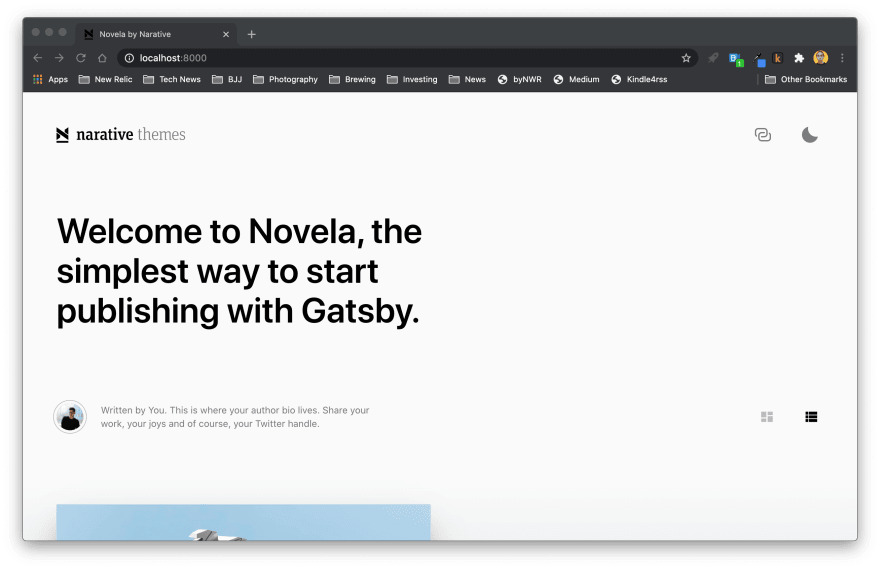 Novela by Narative
localhost:8000
Apps New Relic Tech News BJJ Photography Brewing Investing News byNWR Medium Kindle4rss Other Bookmarks
narative themes
Welcome to Novela, the
simplest way to start
publishing with Gatsby.
Written by You. This is where your author bio lives. Share your
work, your joys and of course, your Twitter handle.